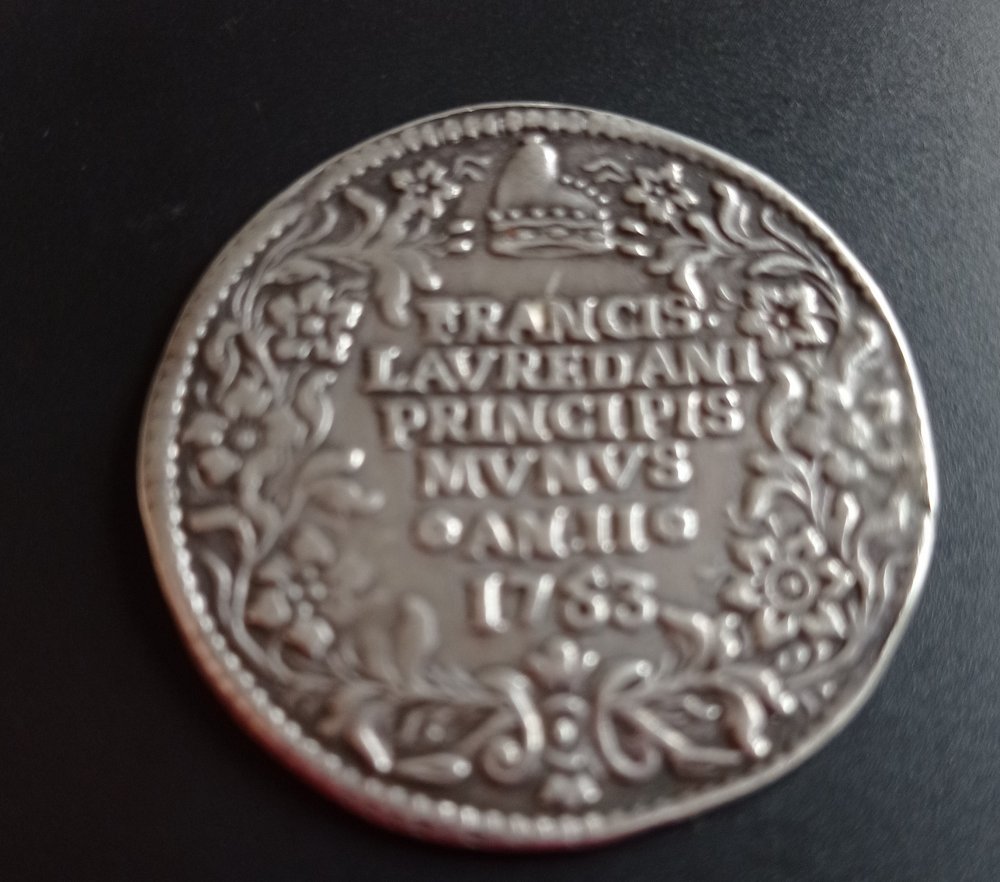 FRANCIS.
LAVREDANI
PRINCIPIS
MVNVS
AN.II
1753